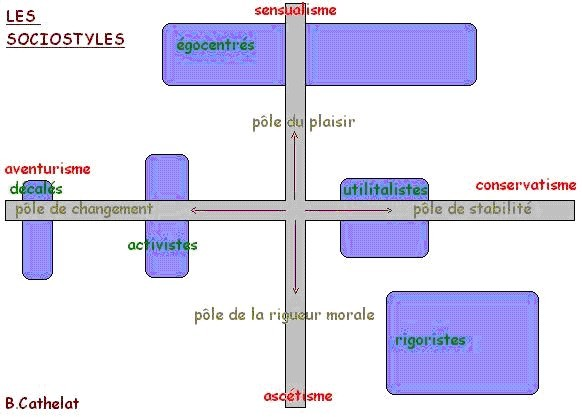 sensualisme
LES
SOCIOSTYLES
égocentrés
pôle du plaisir
aventurisme
décalés
utilitalistes
conservatisme
pôle de changement
pôle de stabilité
activistes
pôle de la rigueur morale
rigoristes
ascétisme
B.Cathelat